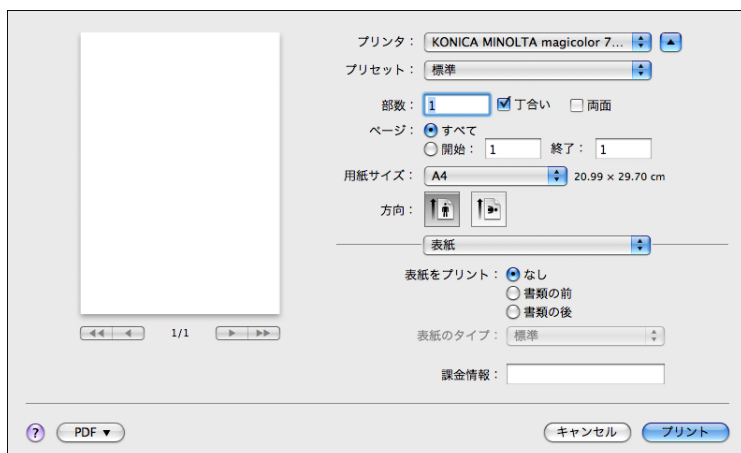 プリンタ： KONICA MINOLTA magicolor 7...
プリセット： 標準
部数： 1 丁合い 両面
ページ： すべて
開始： 1 終了： 1
用紙サイズ： A4 20.99 × 29.70 cm
方向：
表紙
表紙をプリント： なし
書類の前
書類の後
1/1
表紙のタイプ： 標準
課金情報：
? PDF ▼ キャンセル プリント